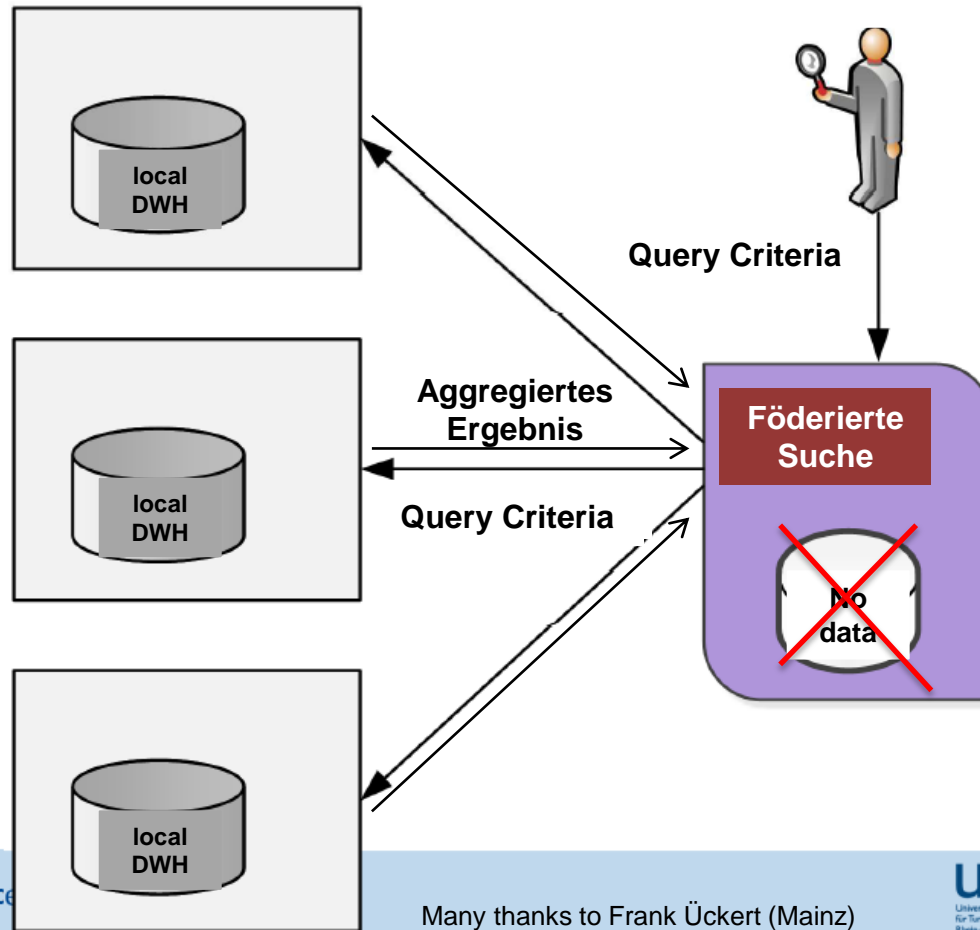 local
DWH
Query Criteria
Aggregiertes
Ergebnis
Föderierte
Suche
local
DWH
Query Criteria
No
data
local
DWH
Many thanks to Frank Ückert (Mainz)